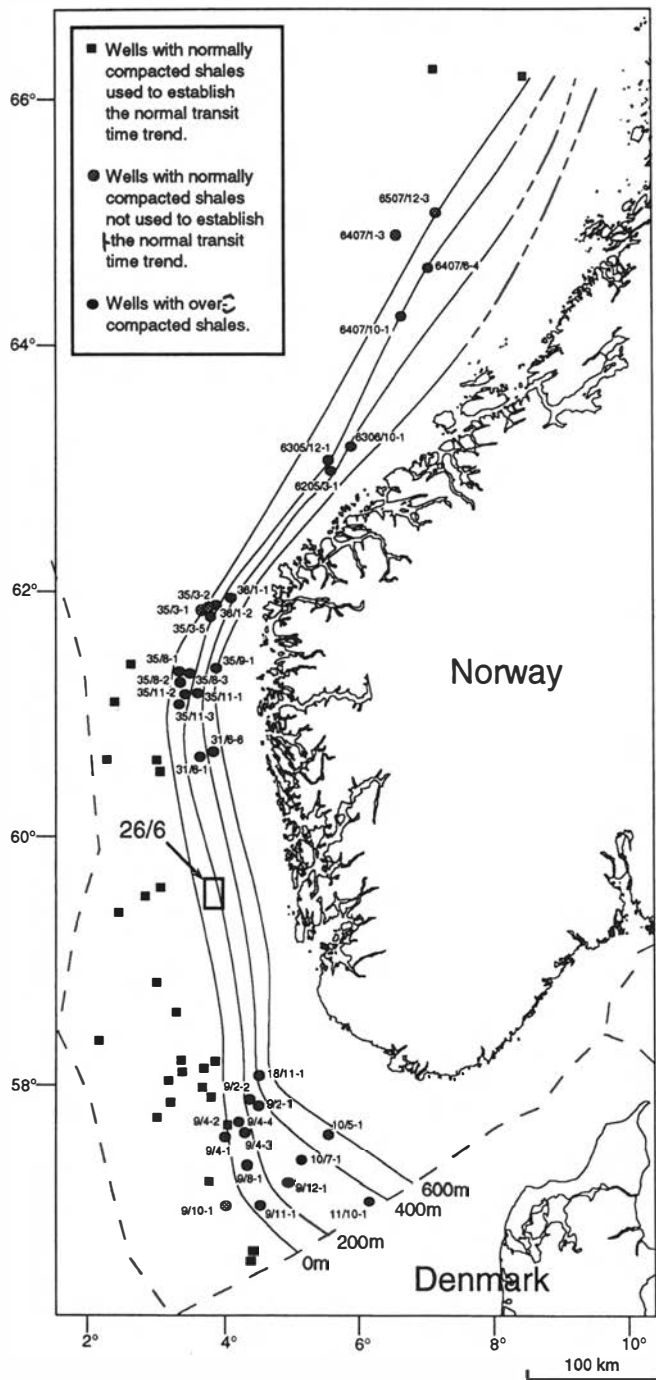 Wells with normally
compacted shales
used to establish
the normal transit
time trend.
Wells with normally
compacted shales
not used to establish
the normal transit
time trend.
Wells with over
compacted shales.
66°
64°
62°
60°
58°
6507/12-3
6407/1-3
6407/6-4
6407/10-1
6305/12-1
6306/10-1
6205/3-1
35/3-2
36/1-1
35/3-1
36/1-2
35/3-5
35/8-1
35/9-1
35/8-2
35/8-3
35/11-2
35/11-1
35/11-3
31/6-6
31/6-1
Norway
26/6
18/11-1
9/2-2
9/2-1
9/4-2
9/4-4
10/5-1
9/4-1
9/4-3
10/7-1
9/8-1
9/12-1
9/10-1
9/11-1
11/10-1
600m
400m
200m
0m
Denmark
2°
4°
6°
8°
10°
100 km